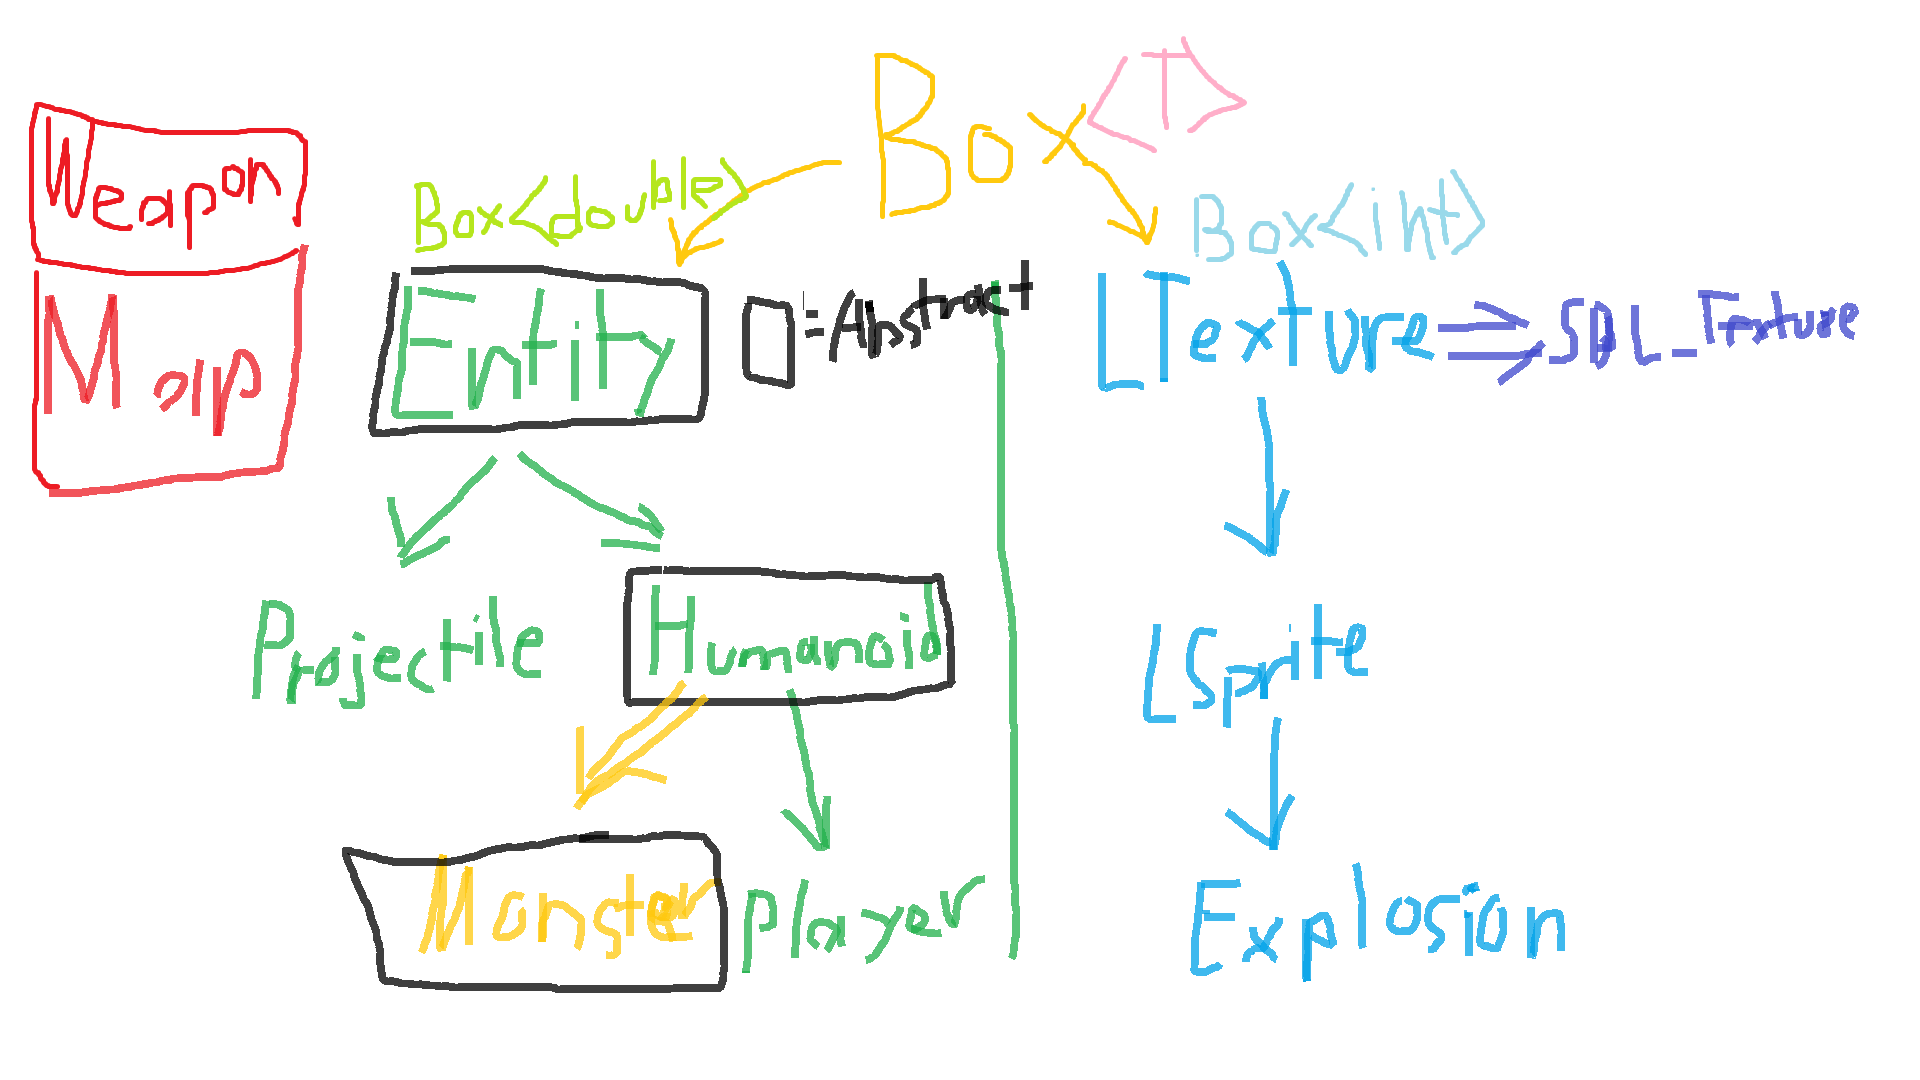 Box<T>
Weapon
Map
Box<double>
Box<int>
Entity
=Abstract
LTexture
SDL_Texture
Projectile
Humanoid
LSprite
Monster
Player
Explosion